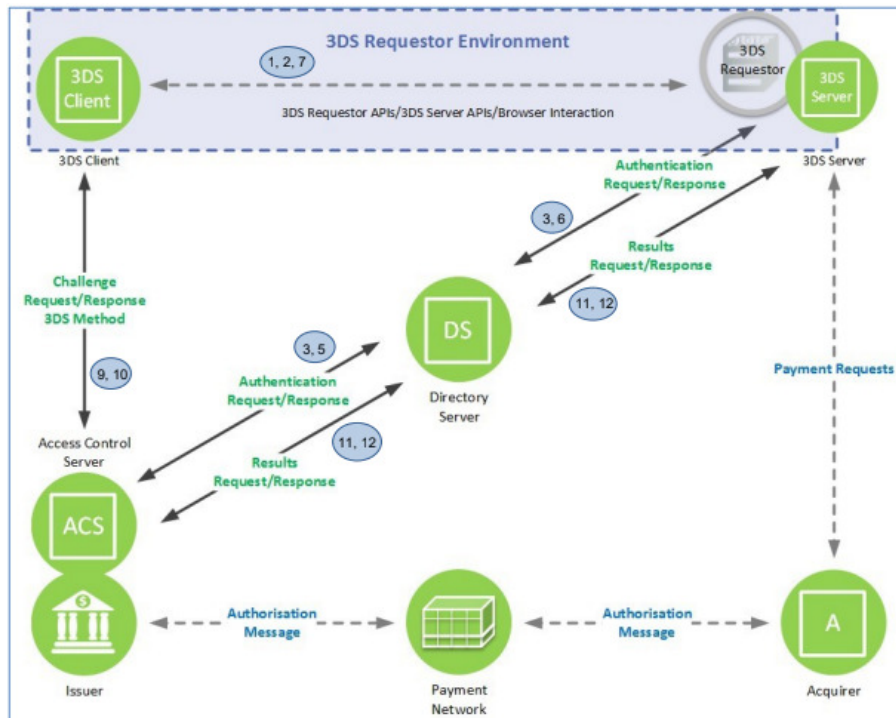 3DS Requestor Environment
3DS
Client
1, 2, 7
3DS
Requestor
3DS
Server
3DS Requestor APIs/3DS Server APIs/Browser Interaction
3DS Client
3DS Server
Authentication
Request/Response
3, 6
Results
Request/Response
11, 12
Challenge
Request/Response
3DS Method
9, 10
DS
Directory
Server
3, 5
Authentication
Request/Response
11, 12
Results
Request/Response
Payment Requests
Access Control
Server
ACS
$
Issuer
Authorisation
Message
Payment
Network
Authorisation
Message
A
Acquirer